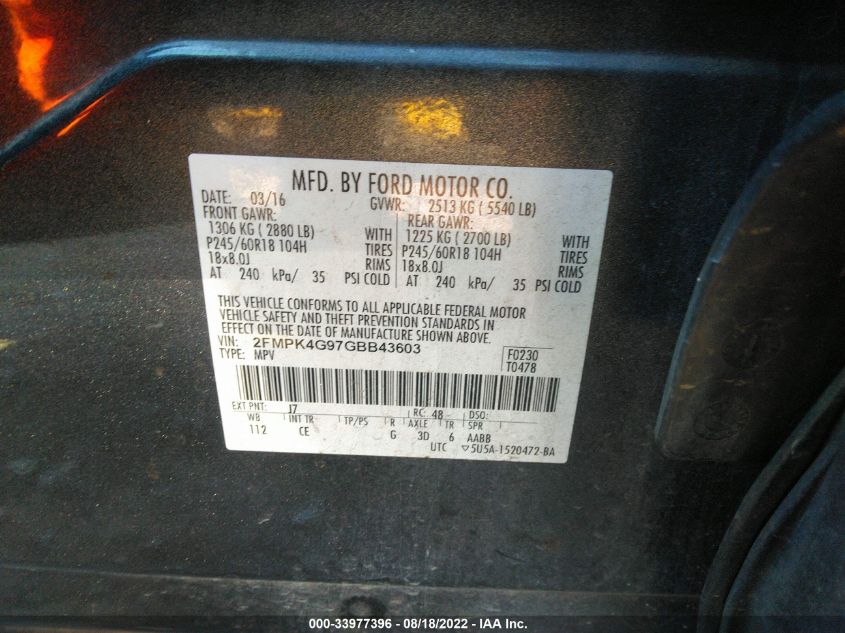 MFD. BY FORD MOTOR CO.
DATE: 03/16 GVWR: 2513 KG ( 5540 LB)
FRONT GAWR: REAR GAWR:
1306 KG ( 2880 LB) WITH 1225 KG ( 2700 LB) WITH
P245/60R18 104H TIRES P245/60R18 104H TIRES
18x8.0J RIMS 18x8.0J RIMS
AT 240 kPa/ 35 PSI COLD AT 240 kPa/ 35 PSI COLD
THIS VEHICLE CONFORMS TO ALL APPLICABLE FEDERAL MOTOR
VEHICLE SAFETY AND THEFT PREVENTION STANDARDS IN
EFFECT ON THE DATE OF MANUFACTURE SHOWN ABOVE.
VIN: 2FMPK4G97GBB43603 F0230
TYPE: MPV T0478
EXT PNT: J7 RC: 48 DSO:
WB INT TR TP/PS R AXLE TR SPR
112 CE G 3D 6 AABB
UTC ▽5U5A-1520472-BA
000-33977396 - 08/18/2022 - IAA Inc.